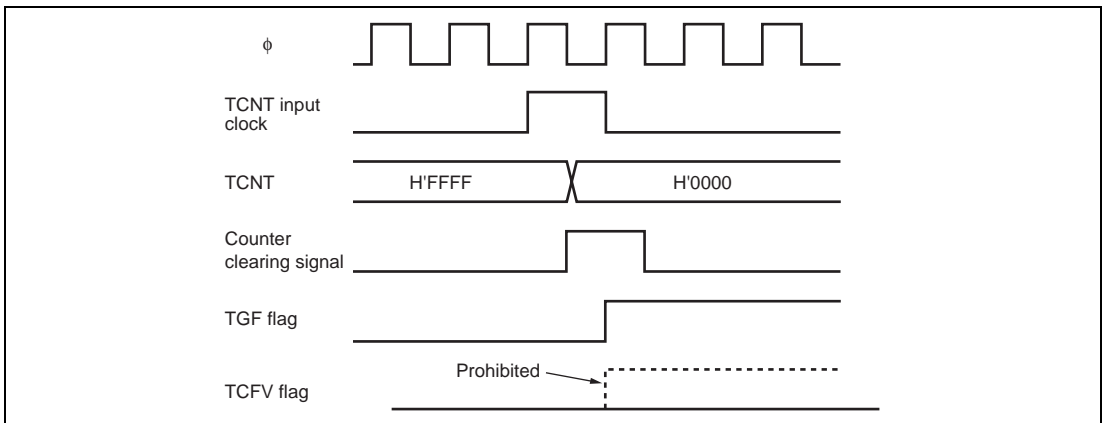 ϕ
TCNT input
clock
TCNT
H'FFFF
H'0000
Counter
clearing signal
TGF flag
Prohibited
TCFV flag